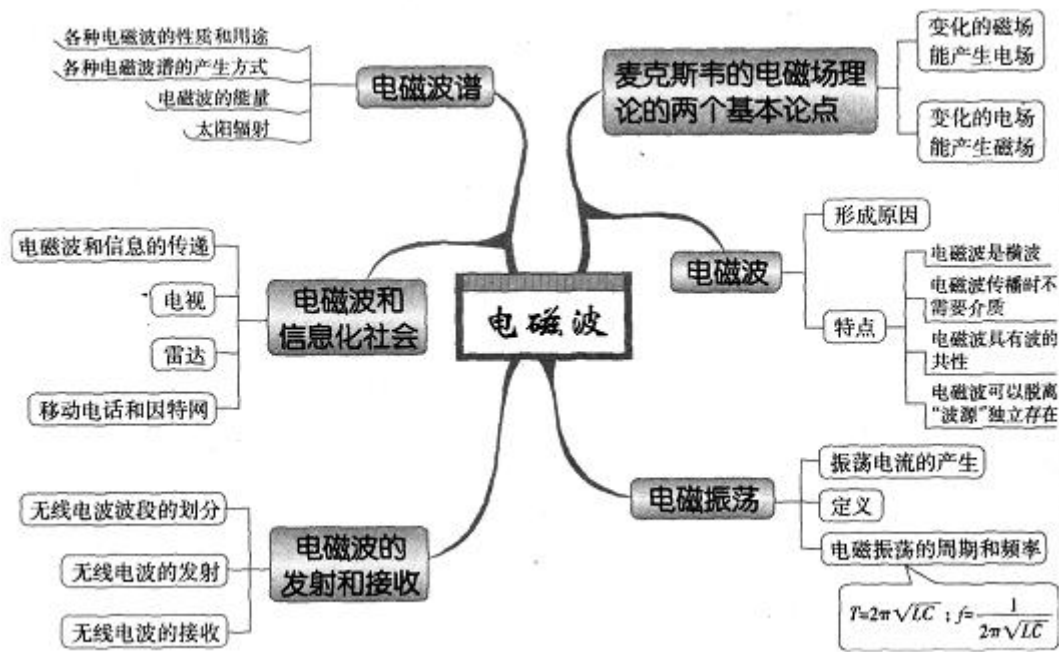 各种电磁波的性质和用途
各种电磁波谱的产生方式
电磁波的能量
太阳辐射
电磁波谱
麦克斯韦的电磁场理
论的两个基本论点
变化的磁场
能产生电场
变化的电场
能产生磁场
电磁波和信息的传递
电视
雷达
移动电话和因特网
电磁波和
信息化社会
电磁波
电磁波
形成原因
特点
电磁波是横波
电磁波传播时不
需要介质
电磁波具有波的
共性
电磁波可以脱离
“波源”独立存在
无线电波波段的划分
无线电波的发射
无线电波的接收
电磁波的
发射和接收
电磁振荡
振荡电流的产生
定义
电磁振荡的周期和频率
T=2π√LC ; f=1/(2π√LC)